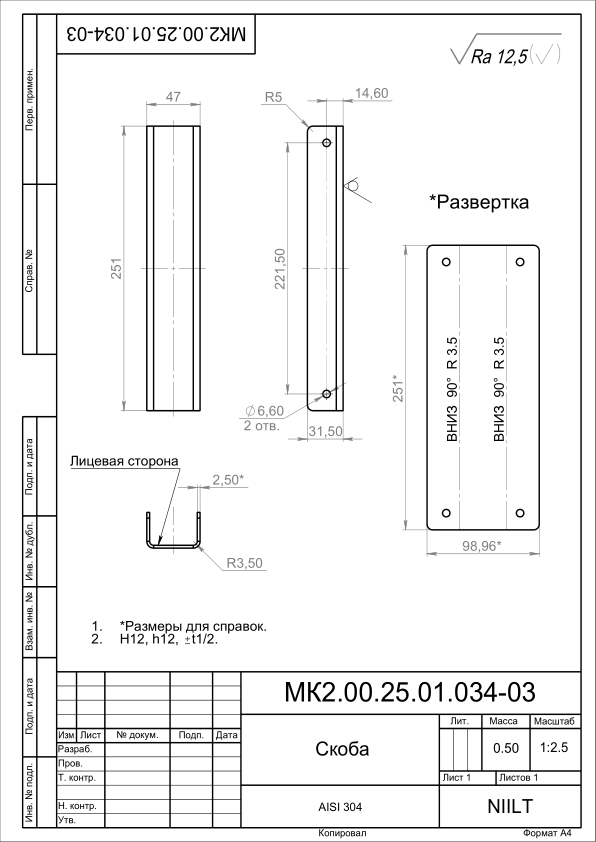 МК2.00.25.01.034-03
Ra 12,5(√)
Перв. примен.
Справ. №
Подп. и дата
Инв. № дубл.
Взам. инв. №
Подп. и дата
Инв. № подл.
47
R5
14,60
251
221,50
∅6,60
2 отв.
31,50
*Развертка
251*
ВНИЗ 90° R 3.5
ВНИЗ 90° R 3.5
98,96*
Лицевая сторона
2,50*
R3,50
1. *Размеры для справок.
2. H12, h12, ±t1/2.
МК2.00.25.01.034-03
Изм Лист № докум. Подп. Дата
Разраб.
Пров.
Т. контр.
Н. контр.
Утв.
Скоба
Лит. Масса Масштаб
0.50 1:2.5
Лист 1 Листов 1
AISI 304
NIILT
Копировал Формат А4